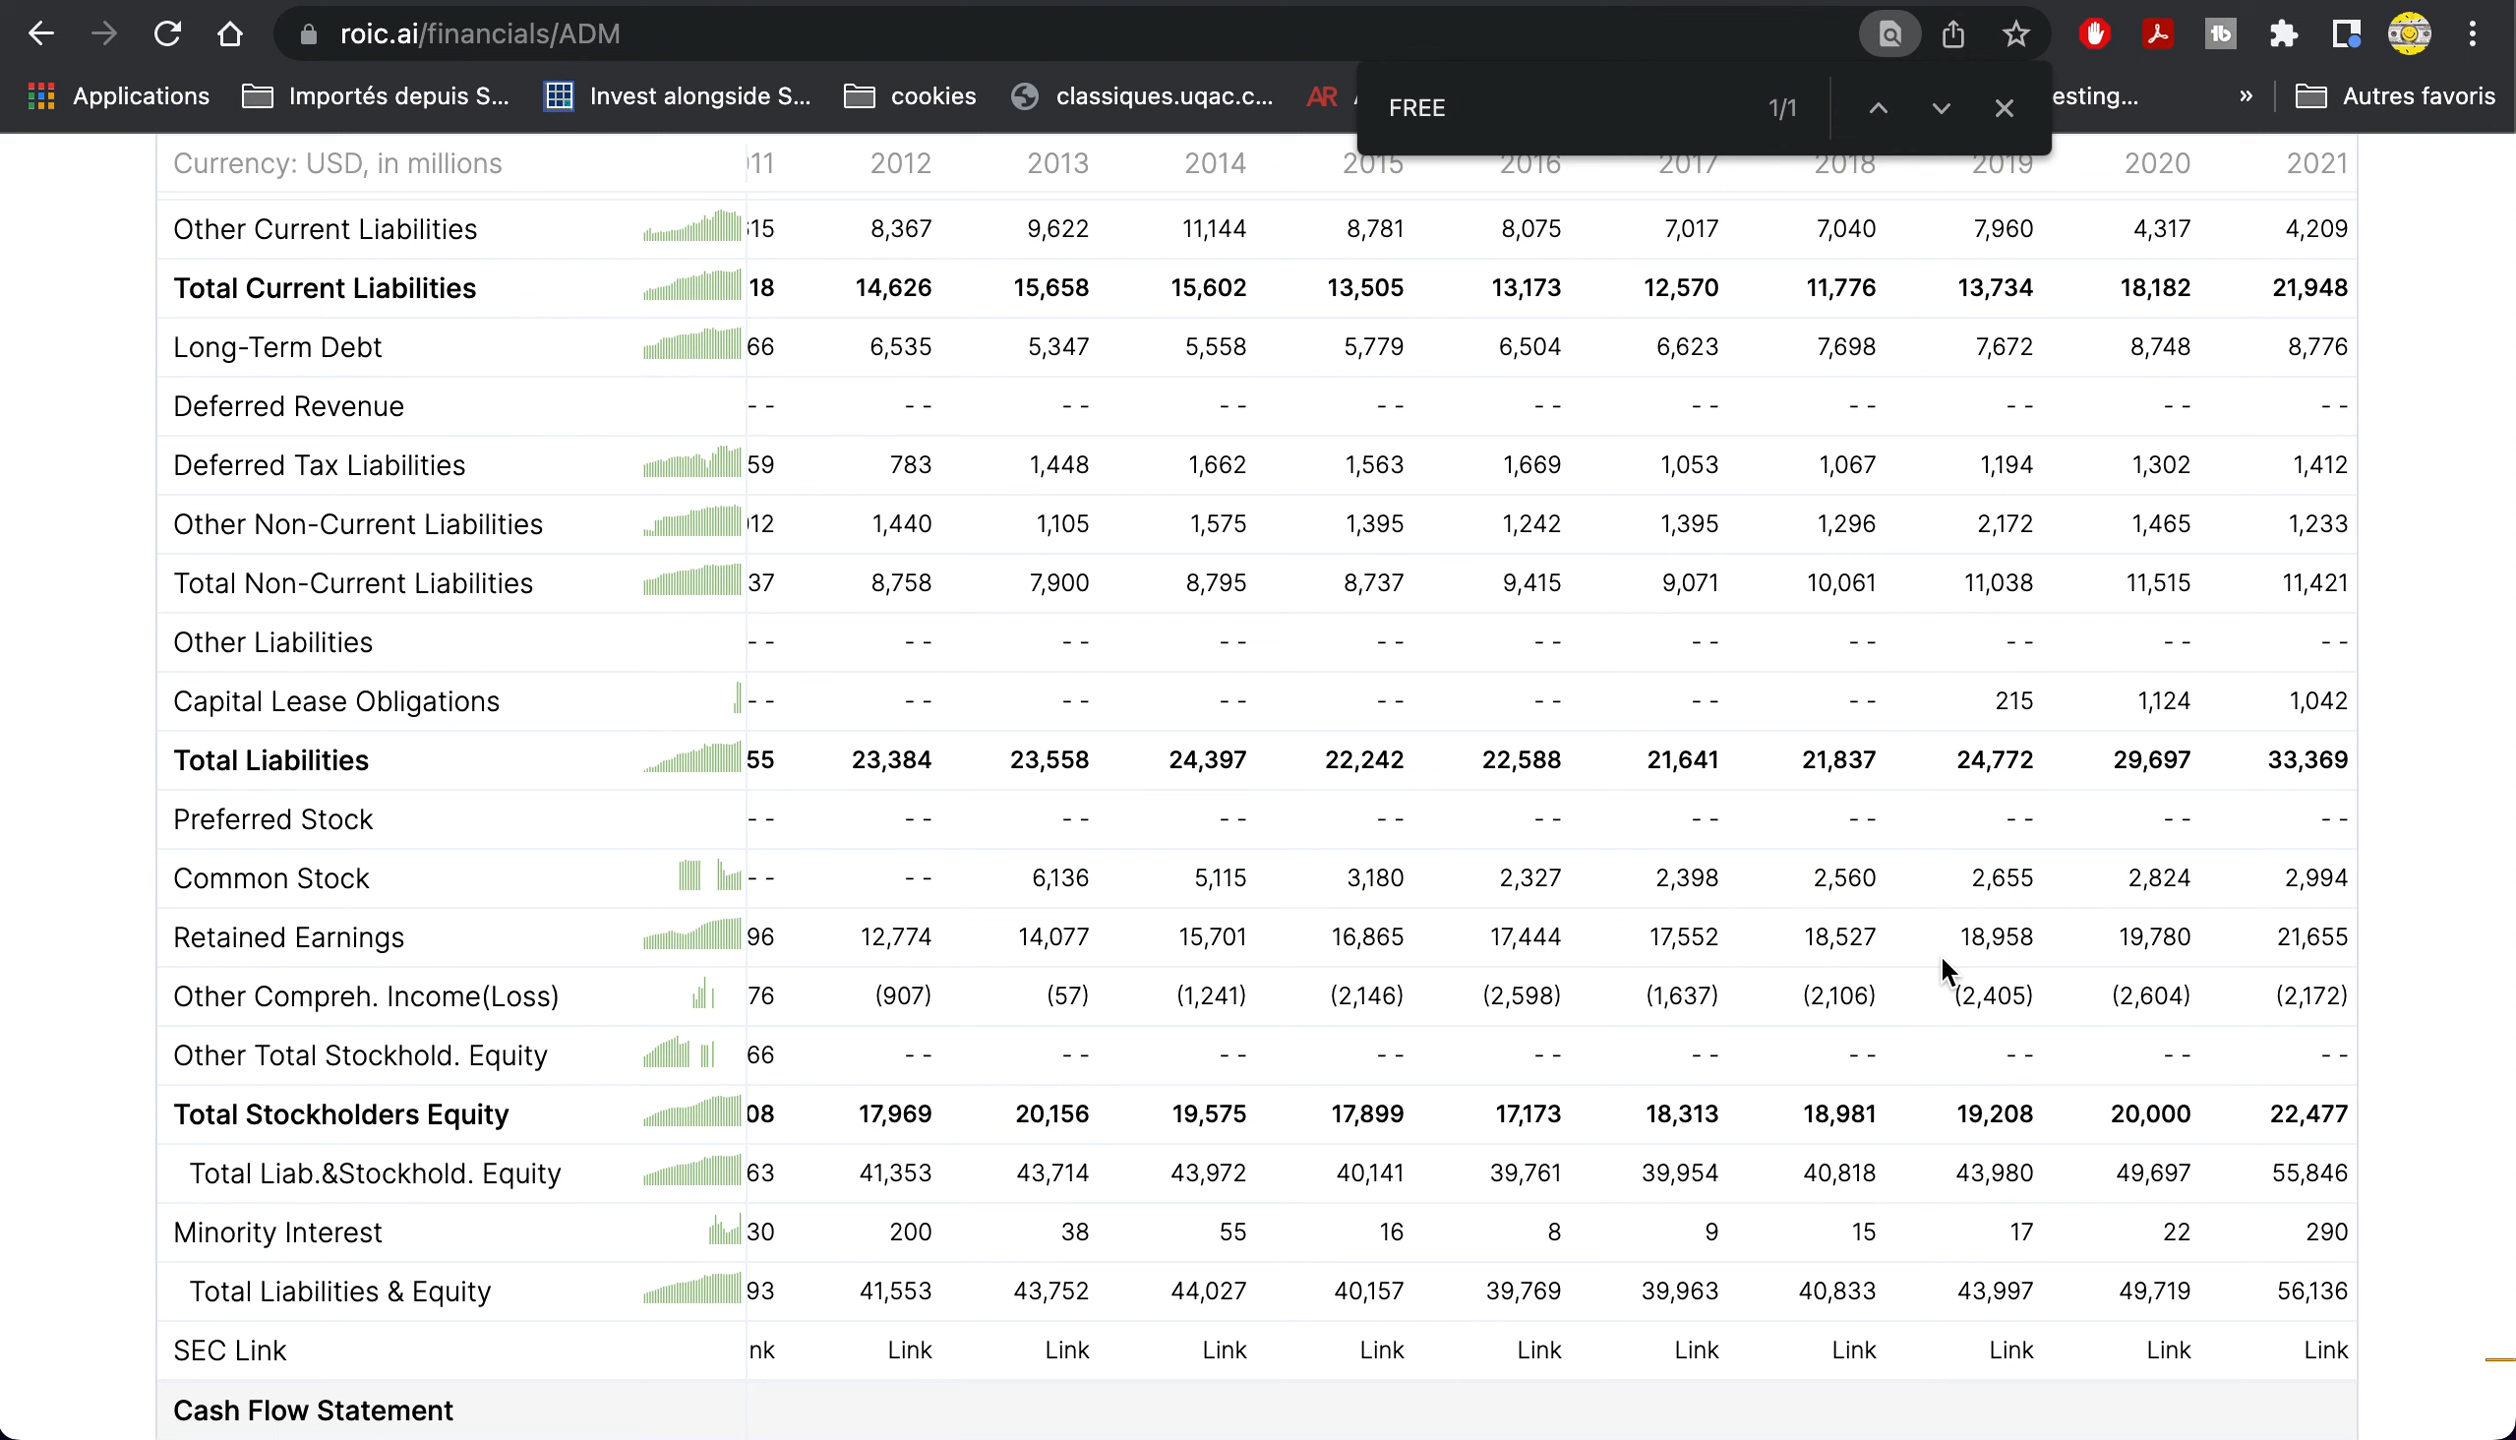 roic.ai/financials/ADM
Applications Importés depuis S... Invest alongside S... cookies classiques.uqac.c... AR esting... » Autres favoris
FREE 1/1
Currency: USD, in millions 11 2012 2013 2014 2015 2016 2017 2018 2019 2020 2021
Other Current Liabilities 15 8,367 9,622 11,144 8,781 8,075 7,017 7,040 7,960 4,317 4,209
Total Current Liabilities 18 14,626 15,658 15,602 13,505 13,173 12,570 11,776 13,734 18,182 21,948
Long-Term Debt 66 6,535 5,347 5,558 5,779 6,504 6,623 7,698 7,672 8,748 8,776
Deferred Revenue - - - - - - - - - - - - - - - - - - - - - -
Deferred Tax Liabilities 59 783 1,448 1,662 1,563 1,669 1,053 1,067 1,194 1,302 1,412
Other Non-Current Liabilities 12 1,440 1,105 1,575 1,395 1,242 1,395 1,296 2,172 1,465 1,233
Total Non-Current Liabilities 37 8,758 7,900 8,795 8,737 9,415 9,071 10,061 11,038 11,515 11,421
Other Liabilities - - - - - - - - - - - - - - - - - - - - - -
Capital Lease Obligations - - - - - - - - - - - - - - - - 215 1,124 1,042
Total Liabilities 55 23,384 23,558 24,397 22,242 22,588 21,641 21,837 24,772 29,697 33,369
Preferred Stock - - - - - - - - - - - - - - - - - - - - - -
Common Stock - - - - 6,136 5,115 3,180 2,327 2,398 2,560 2,655 2,824 2,994
Retained Earnings 96 12,774 14,077 15,701 16,865 17,444 17,552 18,527 18,958 19,780 21,655
Other Compreh. Income(Loss) 76 (907) (57) (1,241) (2,146) (2,598) (1,637) (2,106) (2,405) (2,604) (2,172)
Other Total Stockhold. Equity 66 - - - - - - - - - - - - - - - - - - - -
Total Stockholders Equity 08 17,969 20,156 19,575 17,899 17,173 18,313 18,981 19,208 20,000 22,477
Total Liab.&Stockhold. Equity 63 41,353 43,714 43,972 40,141 39,761 39,954 40,818 43,980 49,697 55,846
Minority Interest 30 200 38 55 16 8 9 15 17 22 290
Total Liabilities & Equity 93 41,553 43,752 44,027 40,157 39,769 39,963 40,833 43,997 49,719 56,136
SEC Link nk Link Link Link Link Link Link Link Link Link Link
Cash Flow Statement